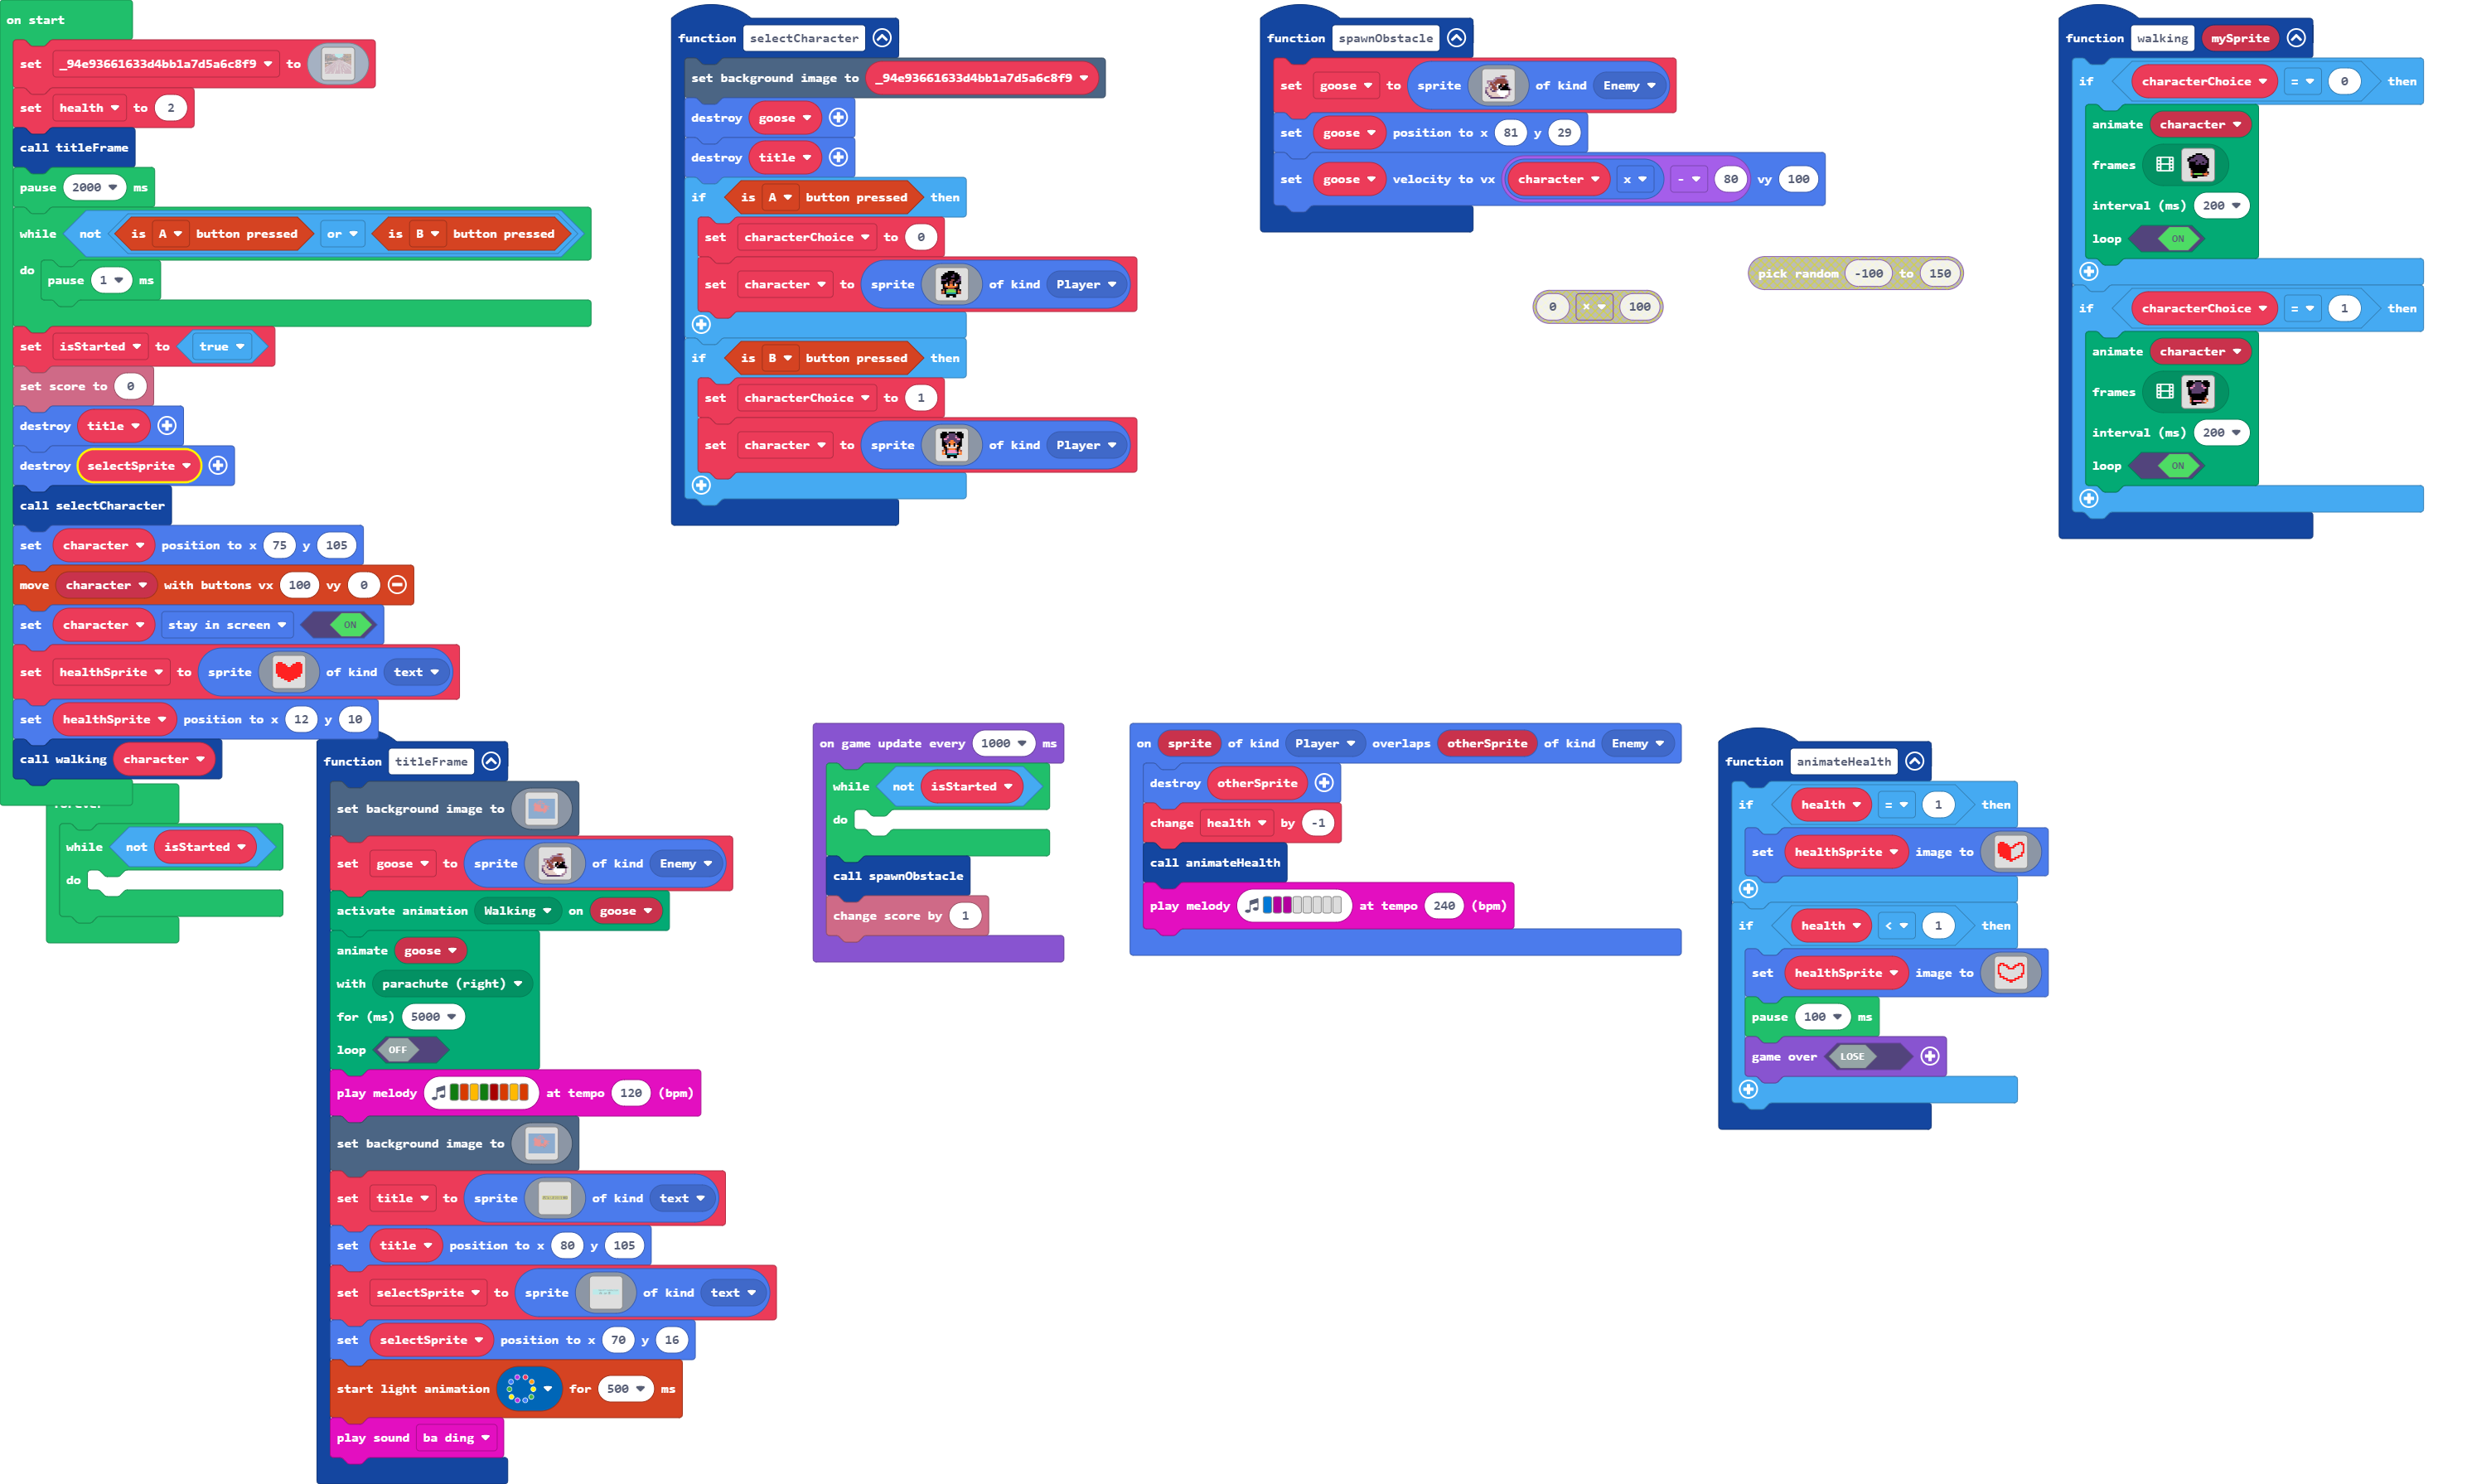 on start
set _94e93661633d4bb1a7d5a6c8f9 to
set health to 2
call titleFrame
pause 2000 ms
while not is A button pressed or is B button pressed
do pause 1 ms
set isStarted to true
set score to 0
destroy title
destroy selectSprite
call selectCharacter
set character position to x 75 y 105
move character with buttons vx 100 vy 0
set character stay in screen ON
set healthSprite to sprite of kind text
set healthSprite position to x 12 y 10
call walking character
forever
while not isStarted
do
function selectCharacter
set background image to _94e93661633d4bb1a7d5a6c8f9
destroy goose
destroy title
if is A button pressed then
set characterChoice to 0
set character to sprite of kind Player
if is B button pressed then
set characterChoice to 1
set character to sprite of kind Player
function spawnObstacle
set goose to sprite of kind Enemy
set goose position to x 81 y 29
set goose velocity to vx character x - 80 vy 100
pick random -100 to 150
0 × 100
function walking mySprite
if characterChoice = 0 then
animate character
frames
interval (ms) 200
loop ON
if characterChoice = 1 then
animate character
frames
interval (ms) 200
loop ON
function titleFrame
set background image to
set goose to sprite of kind Enemy
activate animation Walking on goose
animate goose
with parachute (right)
for (ms) 5000
loop OFF
play melody at tempo 120 (bpm)
set background image to
set title to sprite of kind text
set title position to x 80 y 105
set selectSprite to sprite of kind text
set selectSprite position to x 70 y 16
start light animation for 500 ms
play sound ba ding
on game update every 1000 ms
while not isStarted
do
call spawnObstacle
change score by 1
on sprite of kind Player overlaps otherSprite of kind Enemy
destroy otherSprite
change health by -1
call animateHealth
play melody at tempo 240 (bpm)
function animateHealth
if health = 1 then
set healthSprite image to
if health < 1 then
set healthSprite image to
pause 100 ms
game over LOSE